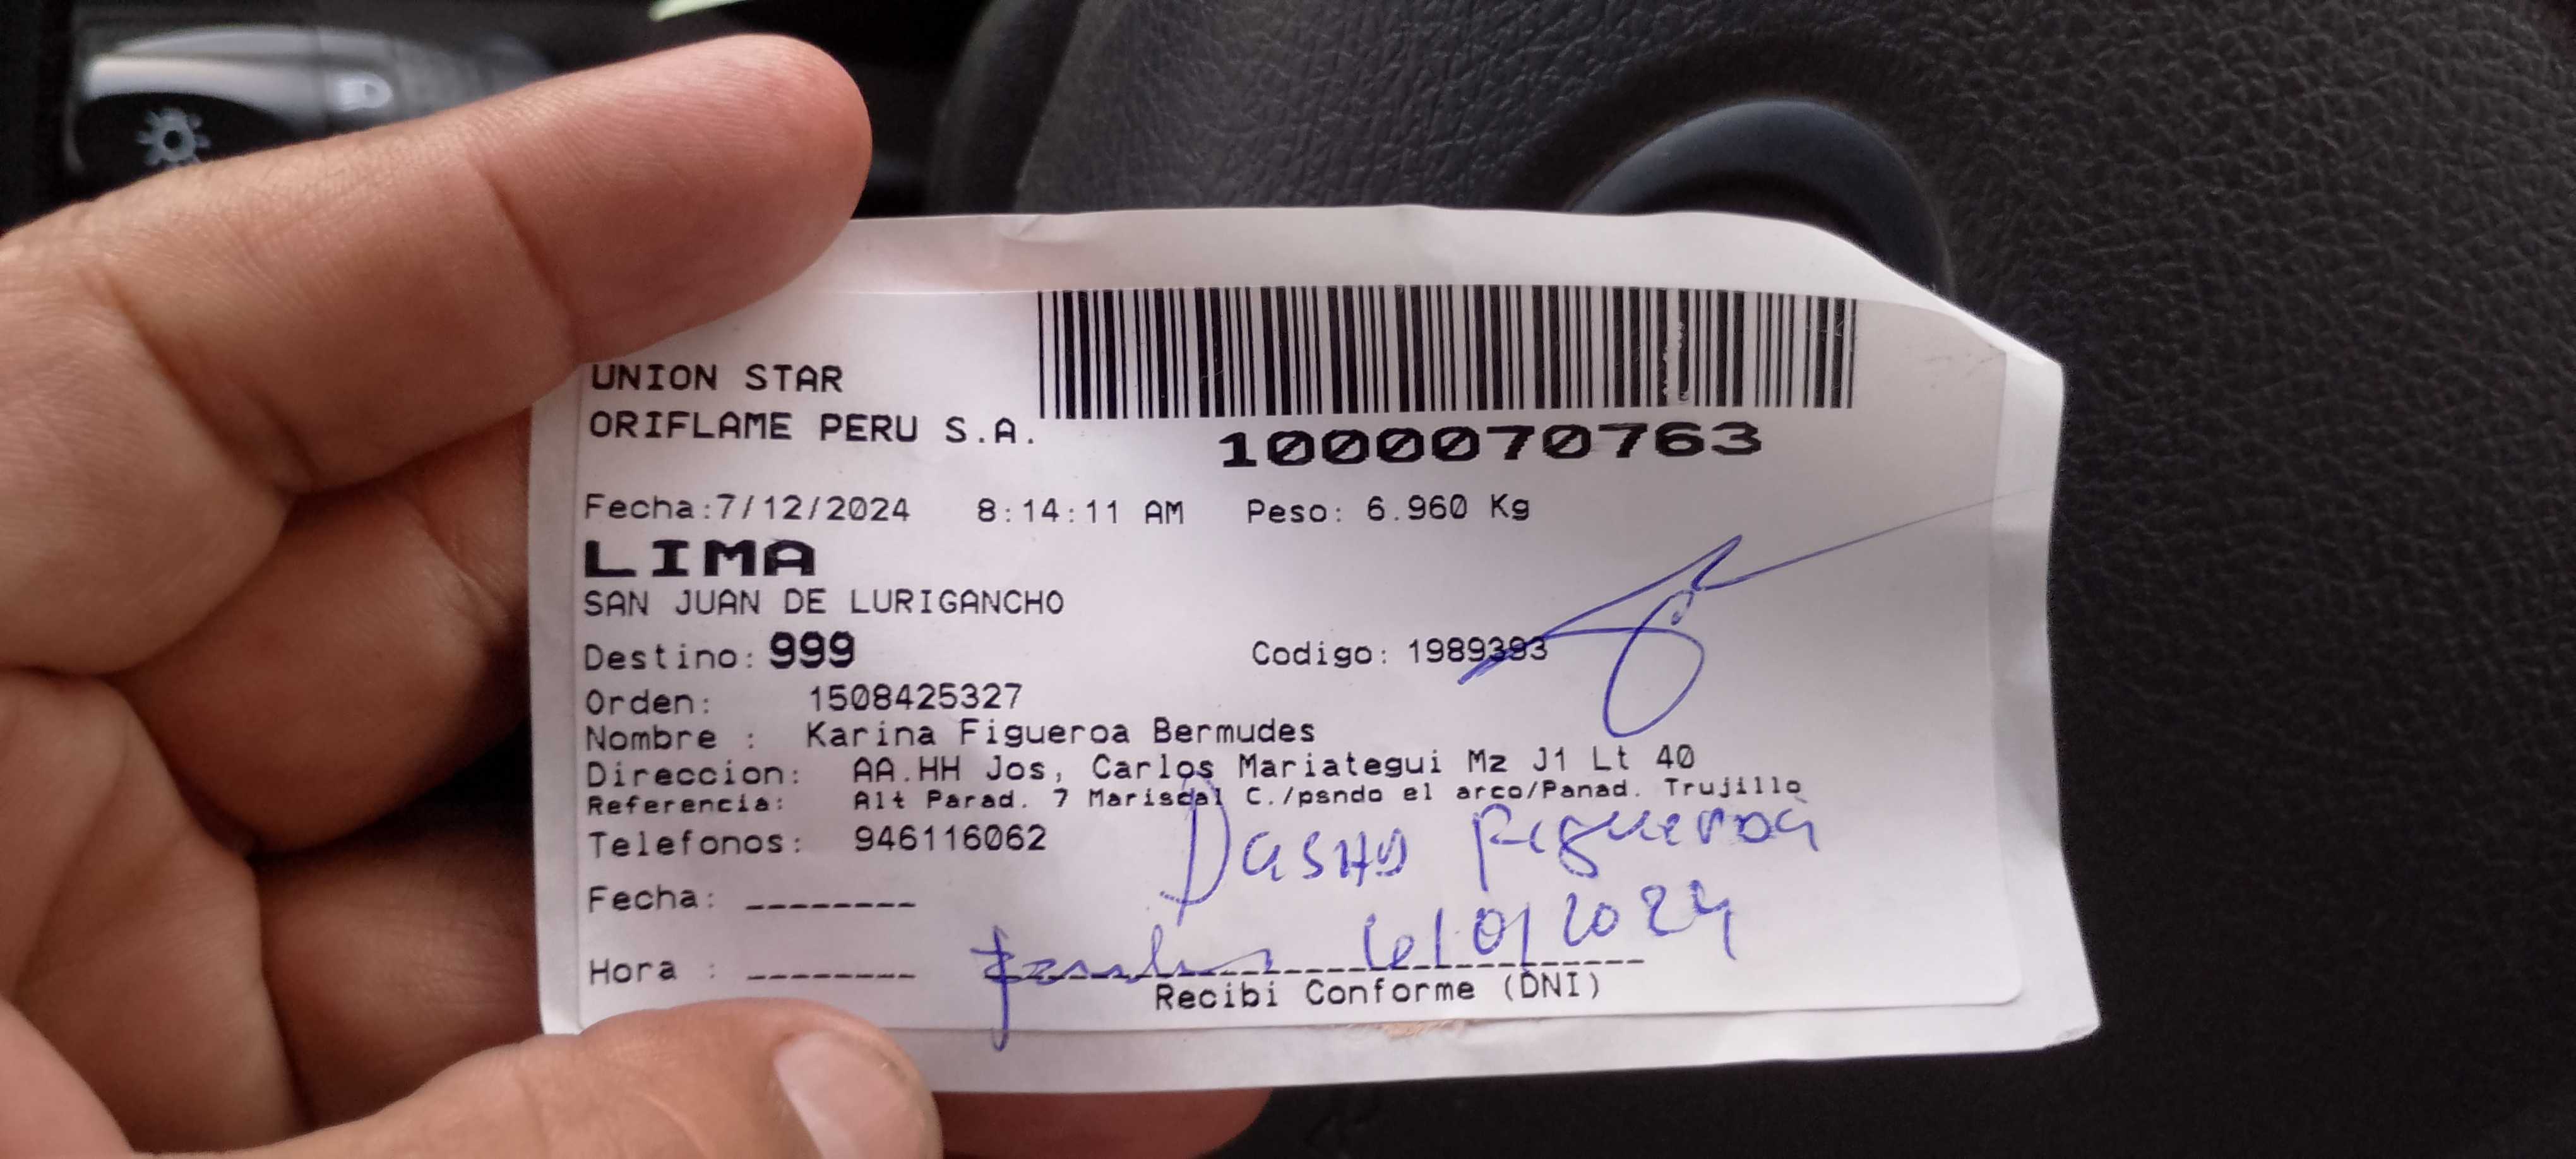 UNION STAR
ORIFLAME PERU S.A.
1000070763
Fecha:7/12/2024 8:14:11 AM Peso: 6.960 Kg
LIMA
SAN JUAN DE LURIGANCHO
Destino: 999 Codigo: 1989393
Orden: 1508425327
Nombre : Karina Figueroa Bermudes
Direccion: AA.HH Jos, Carlos Mariategui Mz J1 Lt 40
Referencia: Alt Parad. 7 Mariscal C./psndo el arco/Panad. Trujillo
Telefonos: 946116062
Figueroa
Fecha: ________
Hora : ________
Recibi Conforme (DNI)